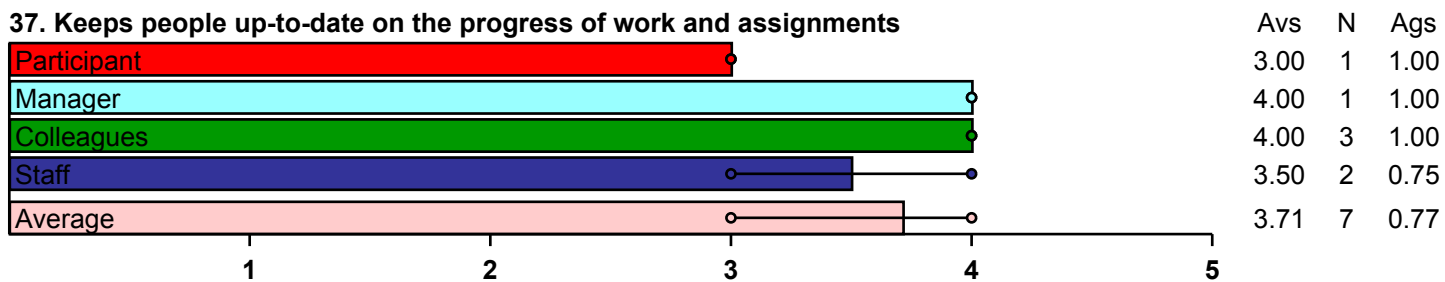 37. Keeps people up-to-date on the progress of work and assignments Avs N Ags
Participant 3.00 1 1.00
Manager 4.00 1 1.00
Colleagues 4.00 3 1.00
Staff 3.50 2 0.75
Average 3.71 7 0.77
1 2 3 4 5